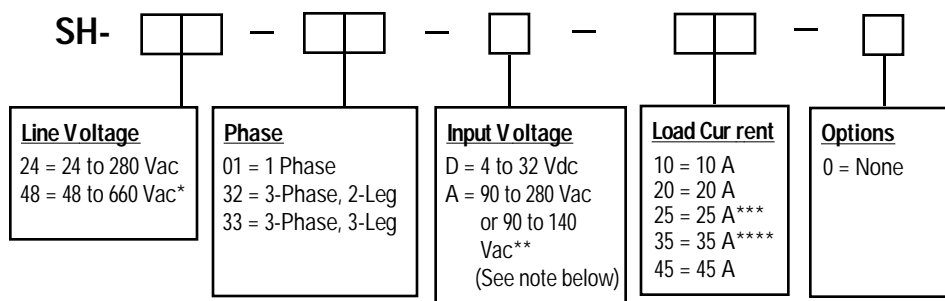 SH- – – – –
Line Voltage
24 = 24 to 280 Vac
48 = 48 to 660 Vac*
Phase
01 = 1 Phase
32 = 3-Phase, 2-Leg
33 = 3-Phase, 3-Leg
Input Voltage
D = 4 to 32 Vdc
A = 90 to 280 Vac
or 90 to 140
Vac**
(See note below)
Load Cur rent
10 = 10 A
20 = 20 A
25 = 25 A***
35 = 35 A****
45 = 45 A
Options
0 = None